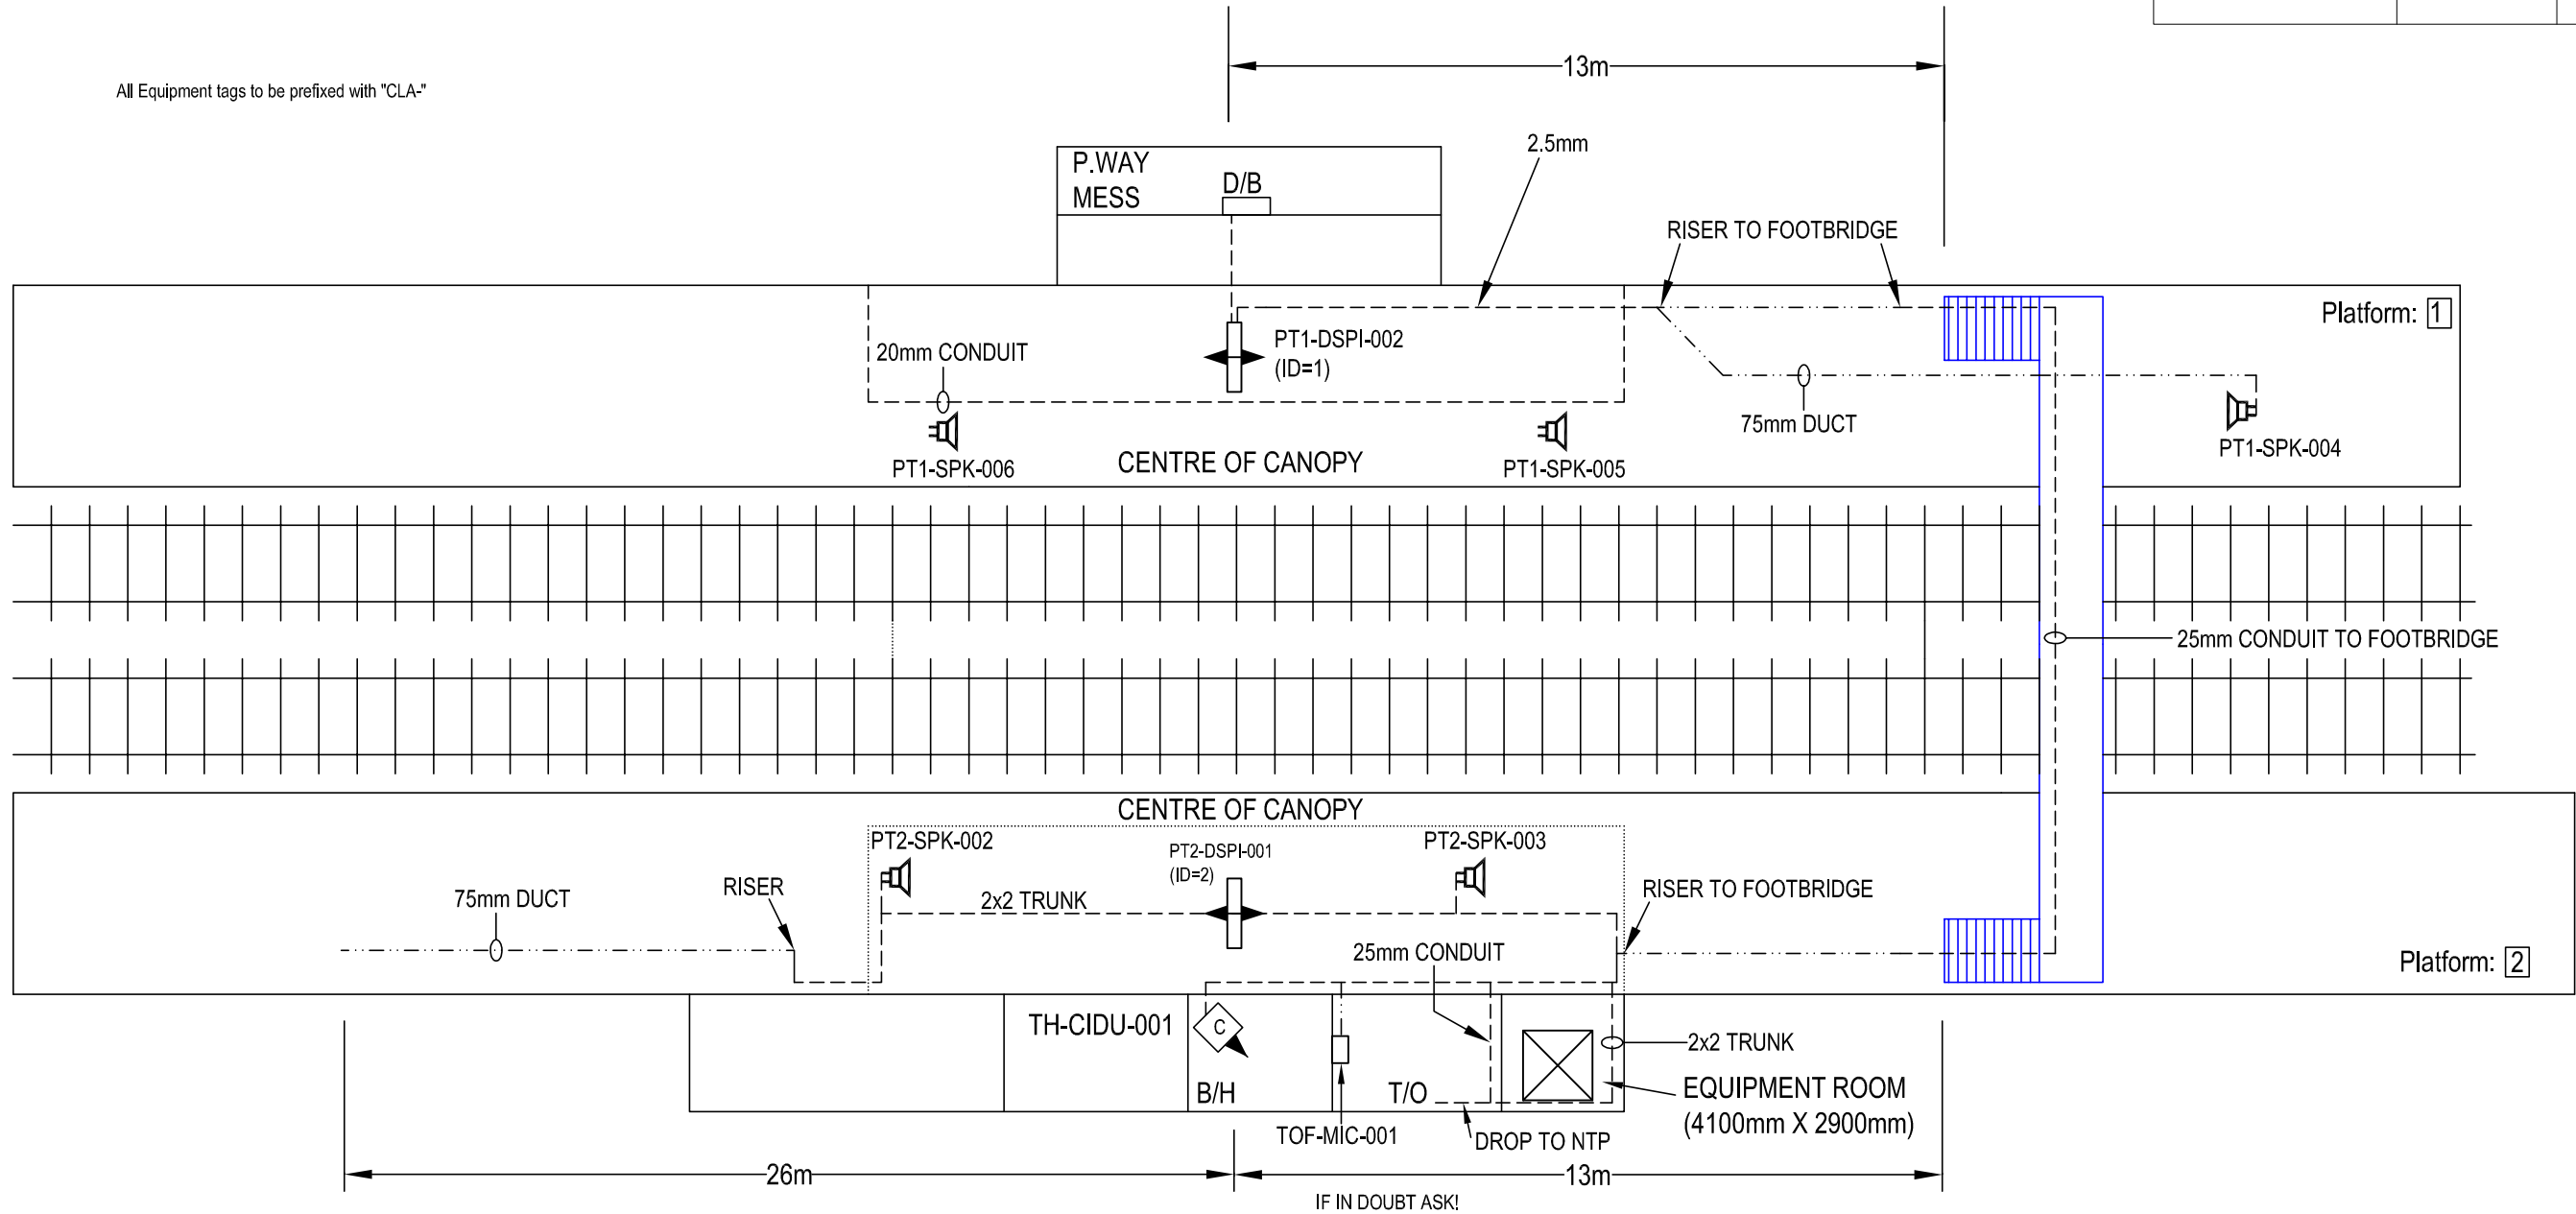 13m
All Equipment tags to be prefixed with "CLA-"
2.5mm
P.WAY
MESS
D/B
RISER TO FOOTBRIDGE
Platform: 1
PT1-DSPI-002
(ID=1)
20mm CONDUIT
75mm DUCT
PT1-SPK-004
PT1-SPK-006
CENTRE OF CANOPY
PT1-SPK-005
25mm CONDUIT TO FOOTBRIDGE
CENTRE OF CANOPY
PT2-SPK-002
PT2-DSPI-001
(ID=2)
PT2-SPK-003
75mm DUCT
RISER
2x2 TRUNK
RISER TO FOOTBRIDGE
25mm CONDUIT
Platform: 2
TH-CIDU-001
C
2x2 TRUNK
B/H
T/O
EQUIPMENT ROOM
(4100mm X 2900mm)
TOF-MIC-001
DROP TO NTP
26m
13m
IF IN DOUBT ASK!